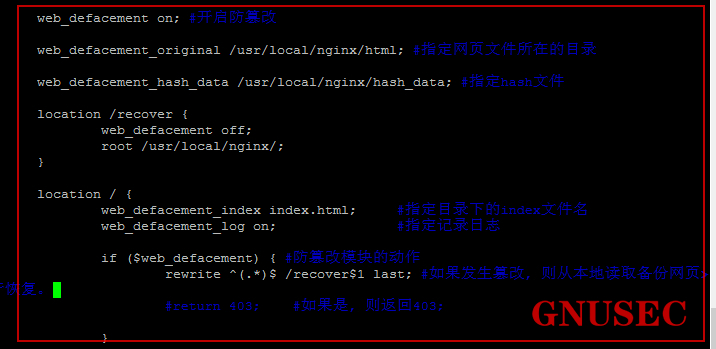 web_defacement on; #开启防篡改
web_defacement_original /usr/local/nginx/html; #指定网页文件所在的目录
web_defacement_hash_data /usr/local/nginx/hash_data; #指定hash文件
location /recover {
web_defacement off;
root /usr/local/nginx/;
}
location / {
web_defacement_index index.html; #指定目录下的index文件名
web_defacement_log on; #指定记录日志
if ($web_defacement) { #防篡改模块的动作
rewrite ^(.*)$ /recover$1 last; #如果发生篡改，则从本地读取备份网页
恢复。
#return 403; #如果是，则返回403;
}
GNUSEC